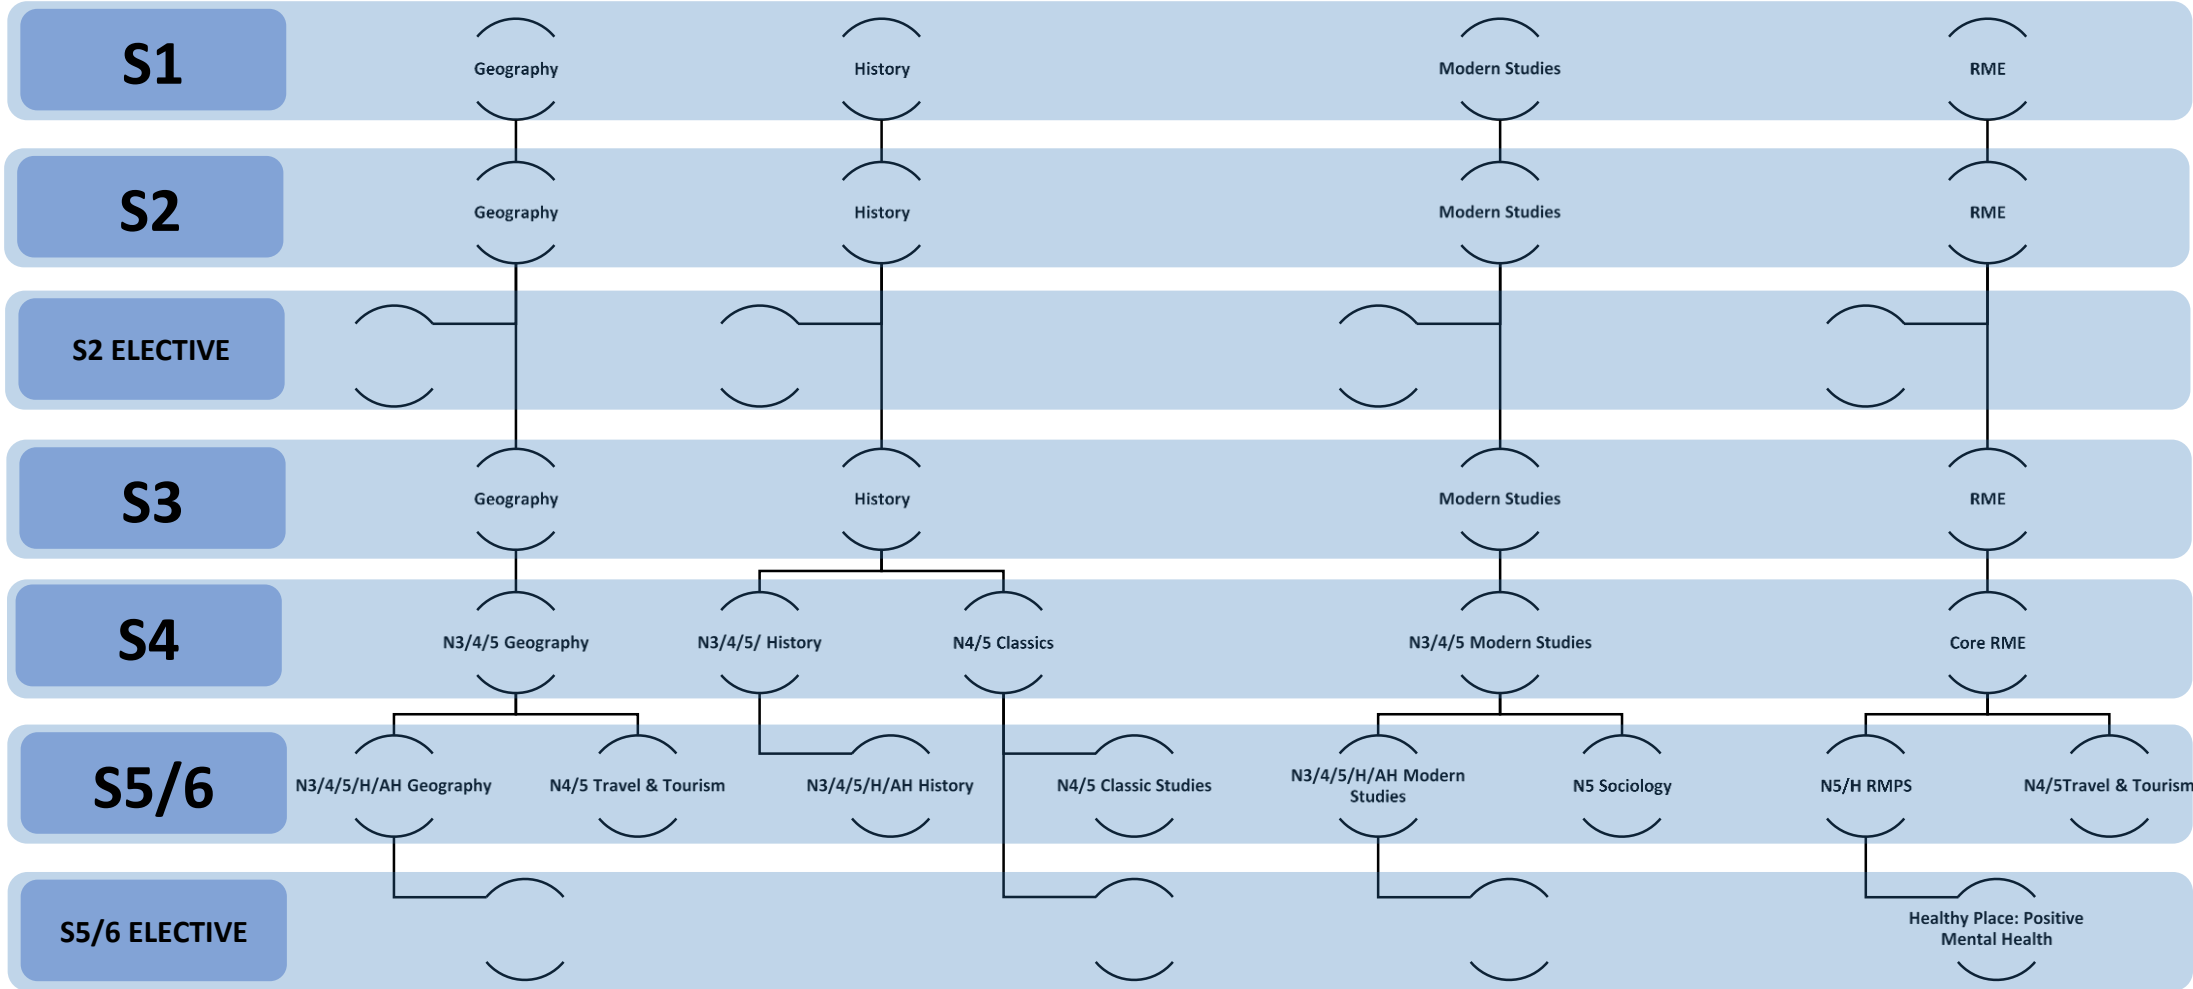 S1
Geography
History
Modern Studies
RME
S2
Geography
History
Modern Studies
RME
S2 ELECTIVE
S3
Geography
History
Modern Studies
RME
S4
N3/4/5 Geography
N3/4/5/ History
N4/5 Classics
N3/4/5 Modern Studies
Core RME
S5/6
N3/4/5/H/AH Geography
N4/5 Travel & Tourism
N3/4/5/H/AH History
N4/5 Classic Studies
N3/4/5/H/AH Modern
Studies
N5 Sociology
N5/H RMPS
N4/5Travel & Tourism
S5/6 ELECTIVE
Healthy Place: Positive
Mental Health